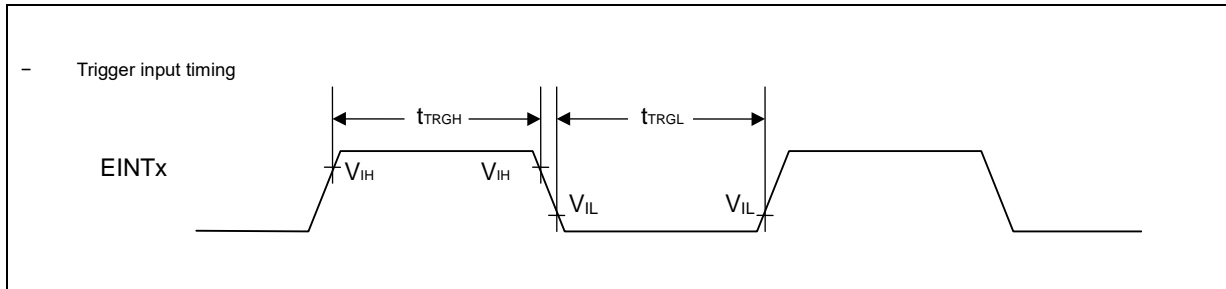 – Trigger input timing
tTRGH tTRGL
EINTx
VIH VIH
VIL VIL